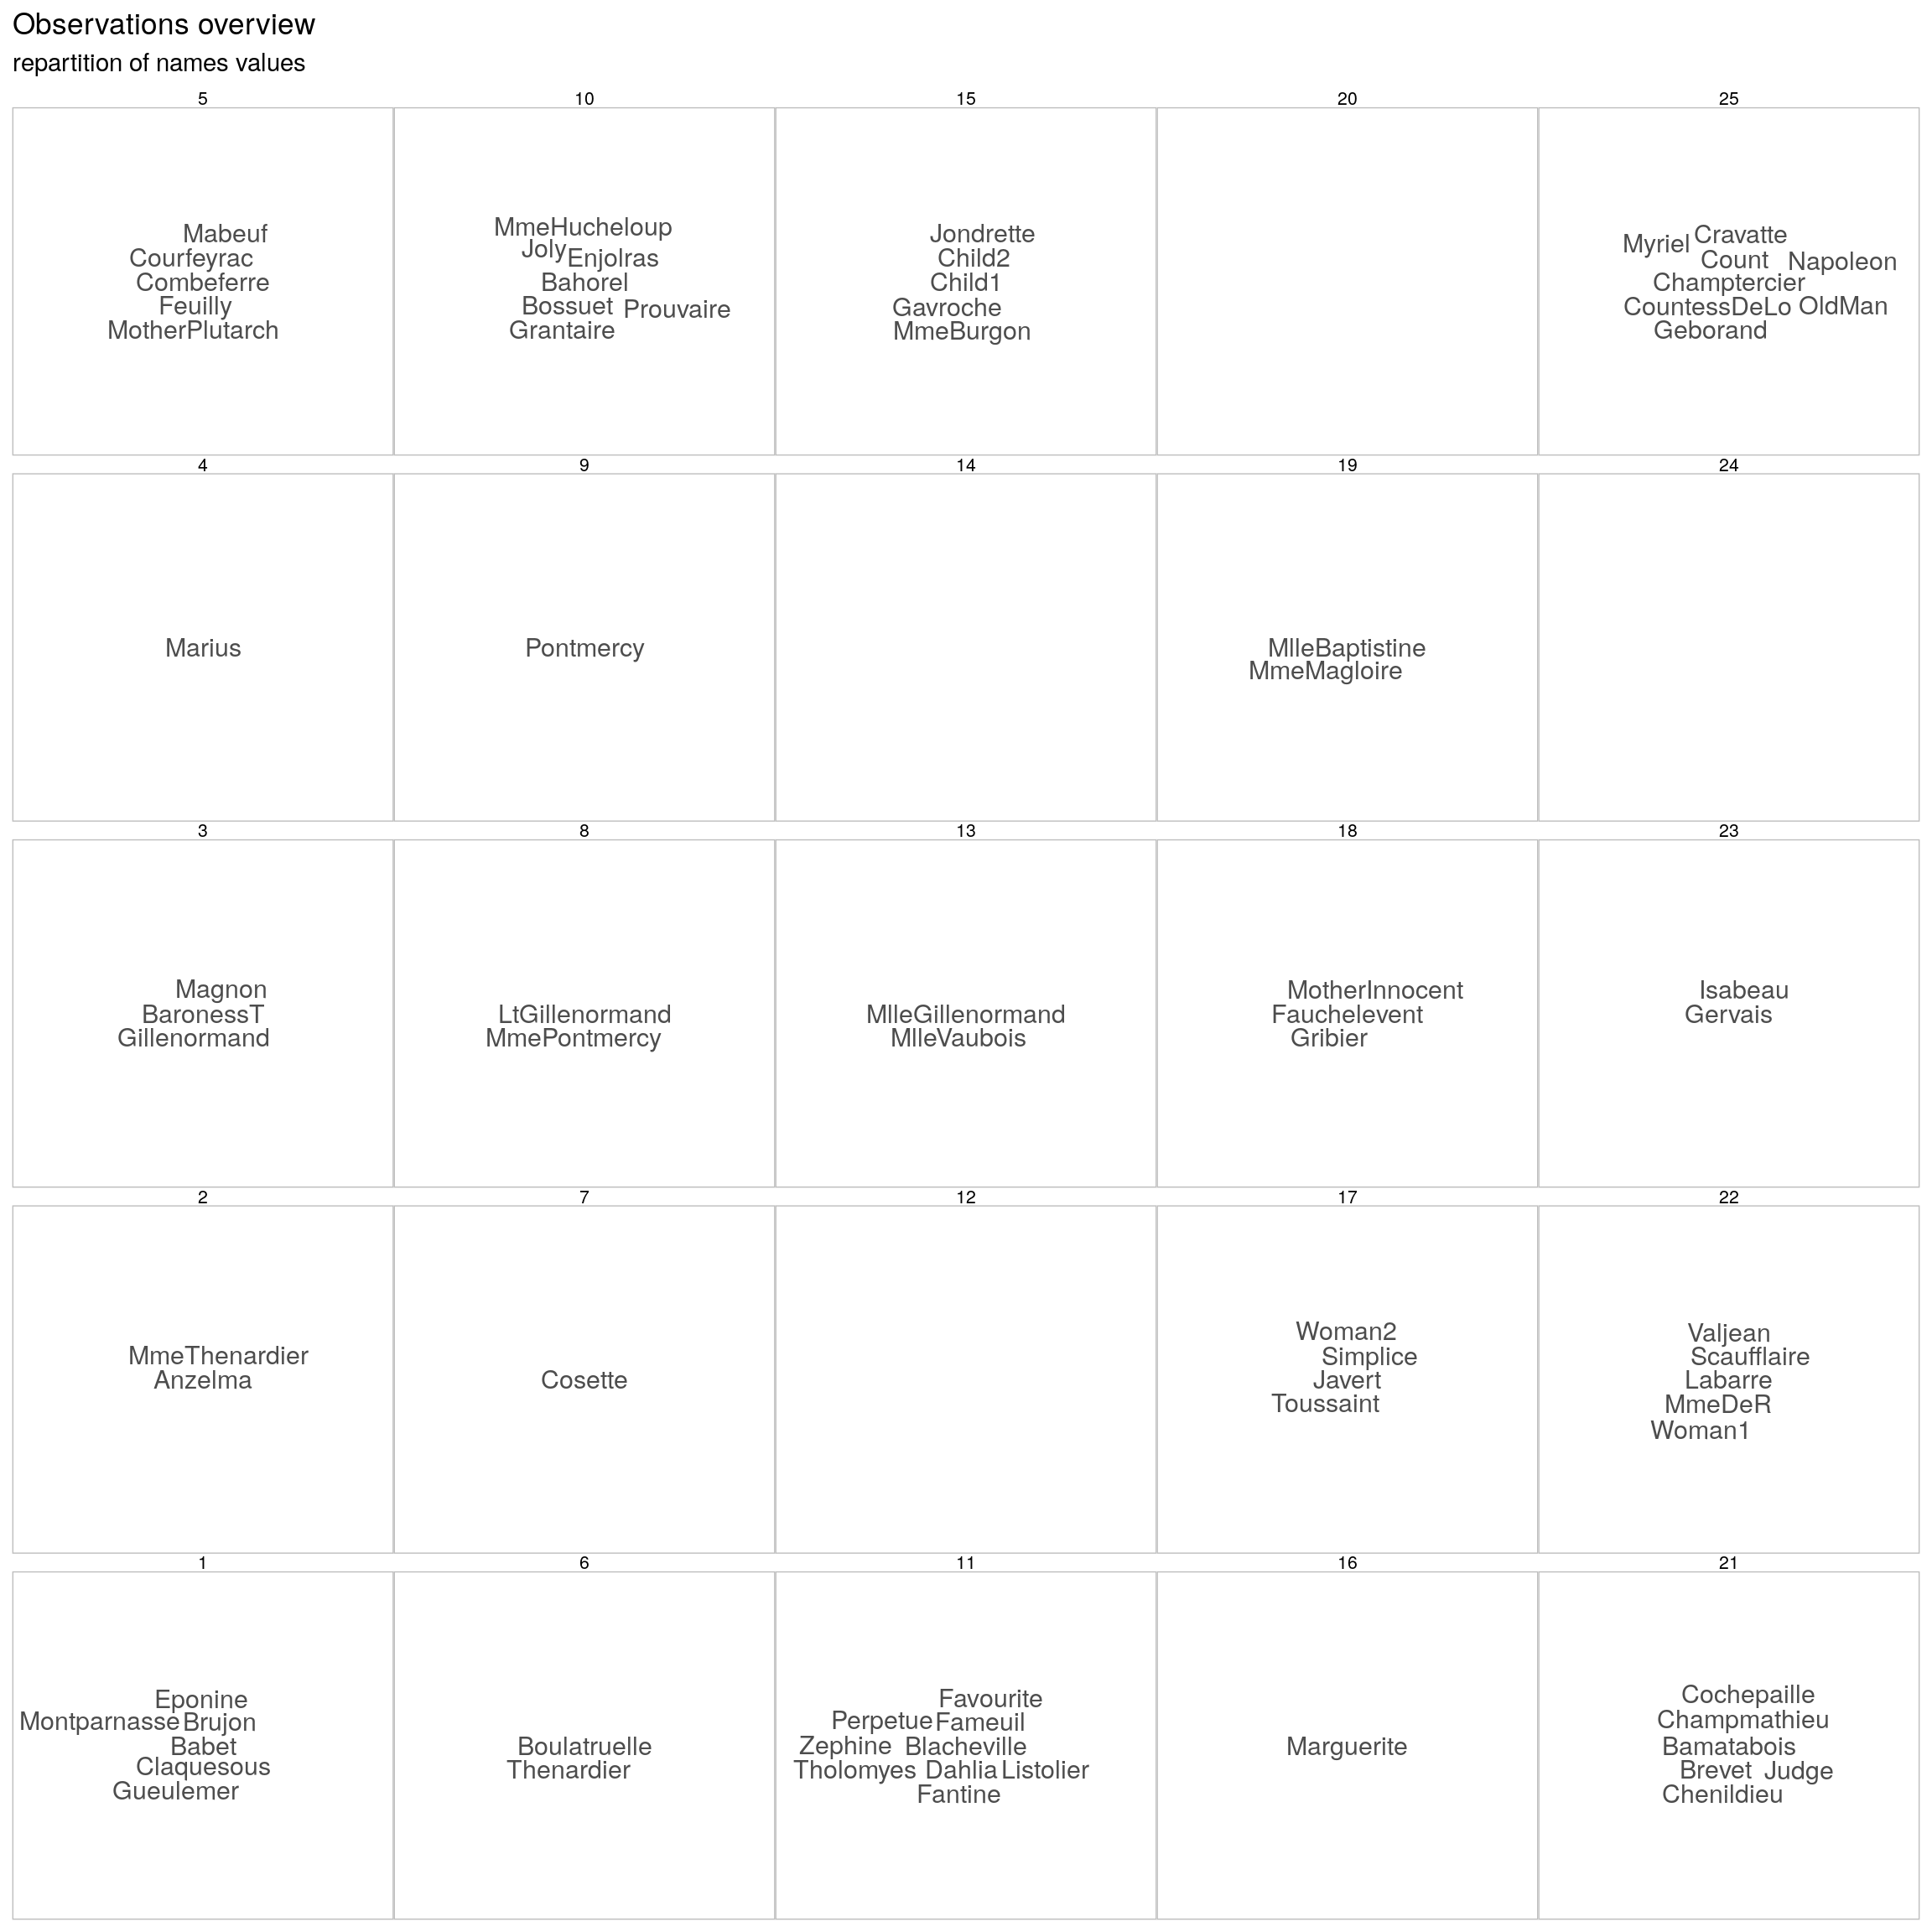 Observations overview
repartition of names values
5 10 15 20 25
Mabeuf
Courfeyrac
Combeferre
Feuilly
MotherPlutarch
MmeHucheloup
Joly Enjolras
Bahorel
Bossuet Prouvaire
Grantaire
Jondrette
Child2
Child1
Gavroche
MmeBurgon
Myriel Cravatte
Count Napoleon
Champtercier
CountessDeLo OldMan
Geborand
4 9 14 19 24
Marius
Pontmercy
MlleBaptistine
MmeMagloire
3 8 13 18 23
Magnon
BaronessT
Gillenormand
LtGillenormand
MmePontmercy
MlleGillenormand
MlleVaubois
MotherInnocent
Fauchelevent
Gribier
Isabeau
Gervais
2 7 12 17 22
MmeThenardier
Anzelma
Cosette
Woman2
Simplice
Javert
Toussaint
Valjean
Scaufflaire
Labarre
MmeDeR
Woman1
1 6 11 16 21
Eponine
Montparnasse Brujon
Babet
Claquesous
Gueulemer
Boulatruelle
Thenardier
Favourite
Perpetue Fameuil
Zephine Blacheville
Tholomyes Dahlia Listolier
Fantine
Marguerite
Cochepaille
Champmathieu
Bamatabois
Brevet Judge
Chenildieu